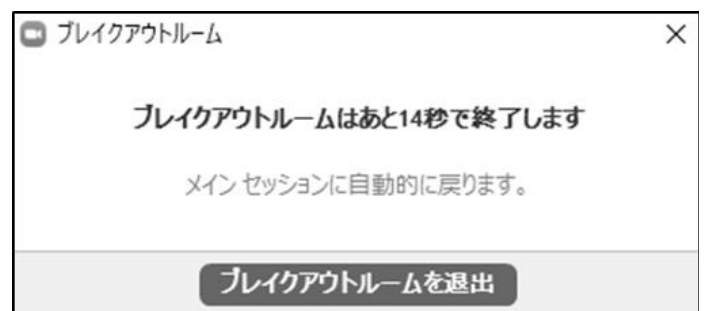 ブレイクアウトルーム
ブレイクアウトルームはあと14秒で終了します
メイン セッションに自動的に戻ります。
ブレイクアウトルームを退出